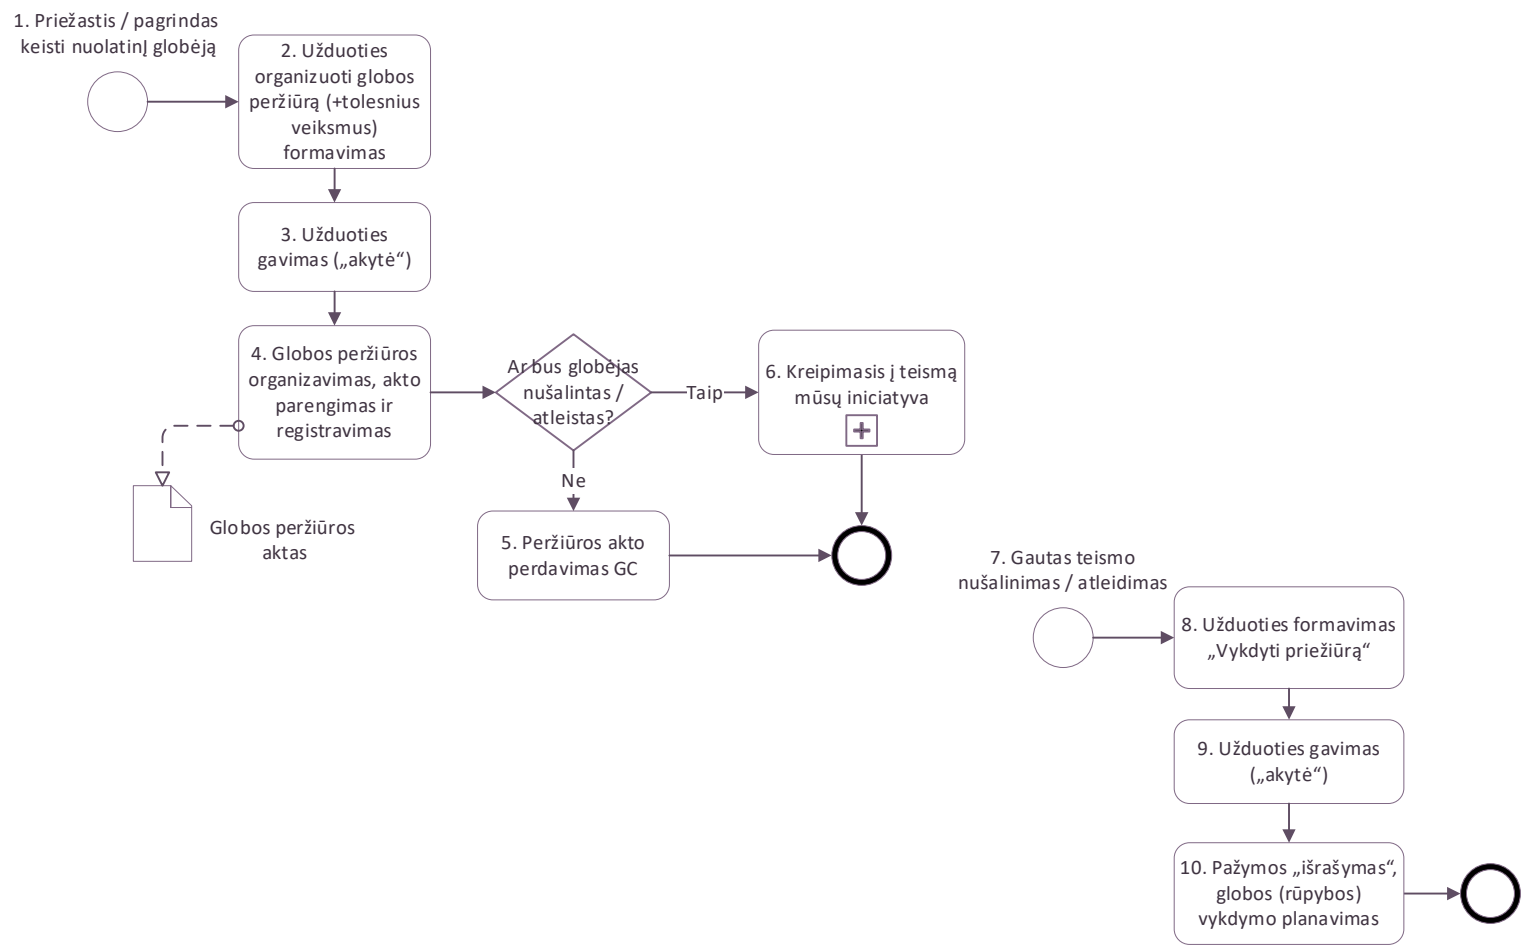 1. Priežastis / pagrindas
keisti nuolatinĮ globėją
2. Užduoties
organizuoti globos
peržiūrą (+tolesnius
veiksmus)
formavimas
3. Užduoties
gavimas („akytė“)
4. Globos peržiūros
organizavimas, akto
parengimas ir
registravimas
Globos peržiūros
aktas
Ar bus globėjas
nušalintas /
atleistas?
Taip
Ne
5. Peržiūros akto
perdavimas GC
6. Kreipimasis į teismą
mūsų iniciatyva
7. Gautas teismo
nušalinimas / atleidimas
8. Užduoties formavimas
„Vykdyti priežiūrą“
9. Užduoties gavimas
(„akytė“)
10. Pažymos „išrašymas“,
globos (rūpybos)
vykdymo planavimas